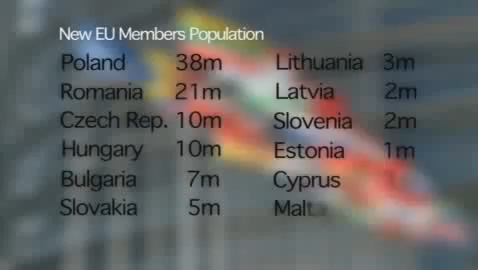 New EU Members Population
Poland 38m
Romania 21m
Czech Rep. 10m
Hungary 10m
Bulgaria 7m
Slovakia 5m
Lithuania 3m
Latvia 2m
Slovenia 2m
Estonia 1m
Cyprus
Malta